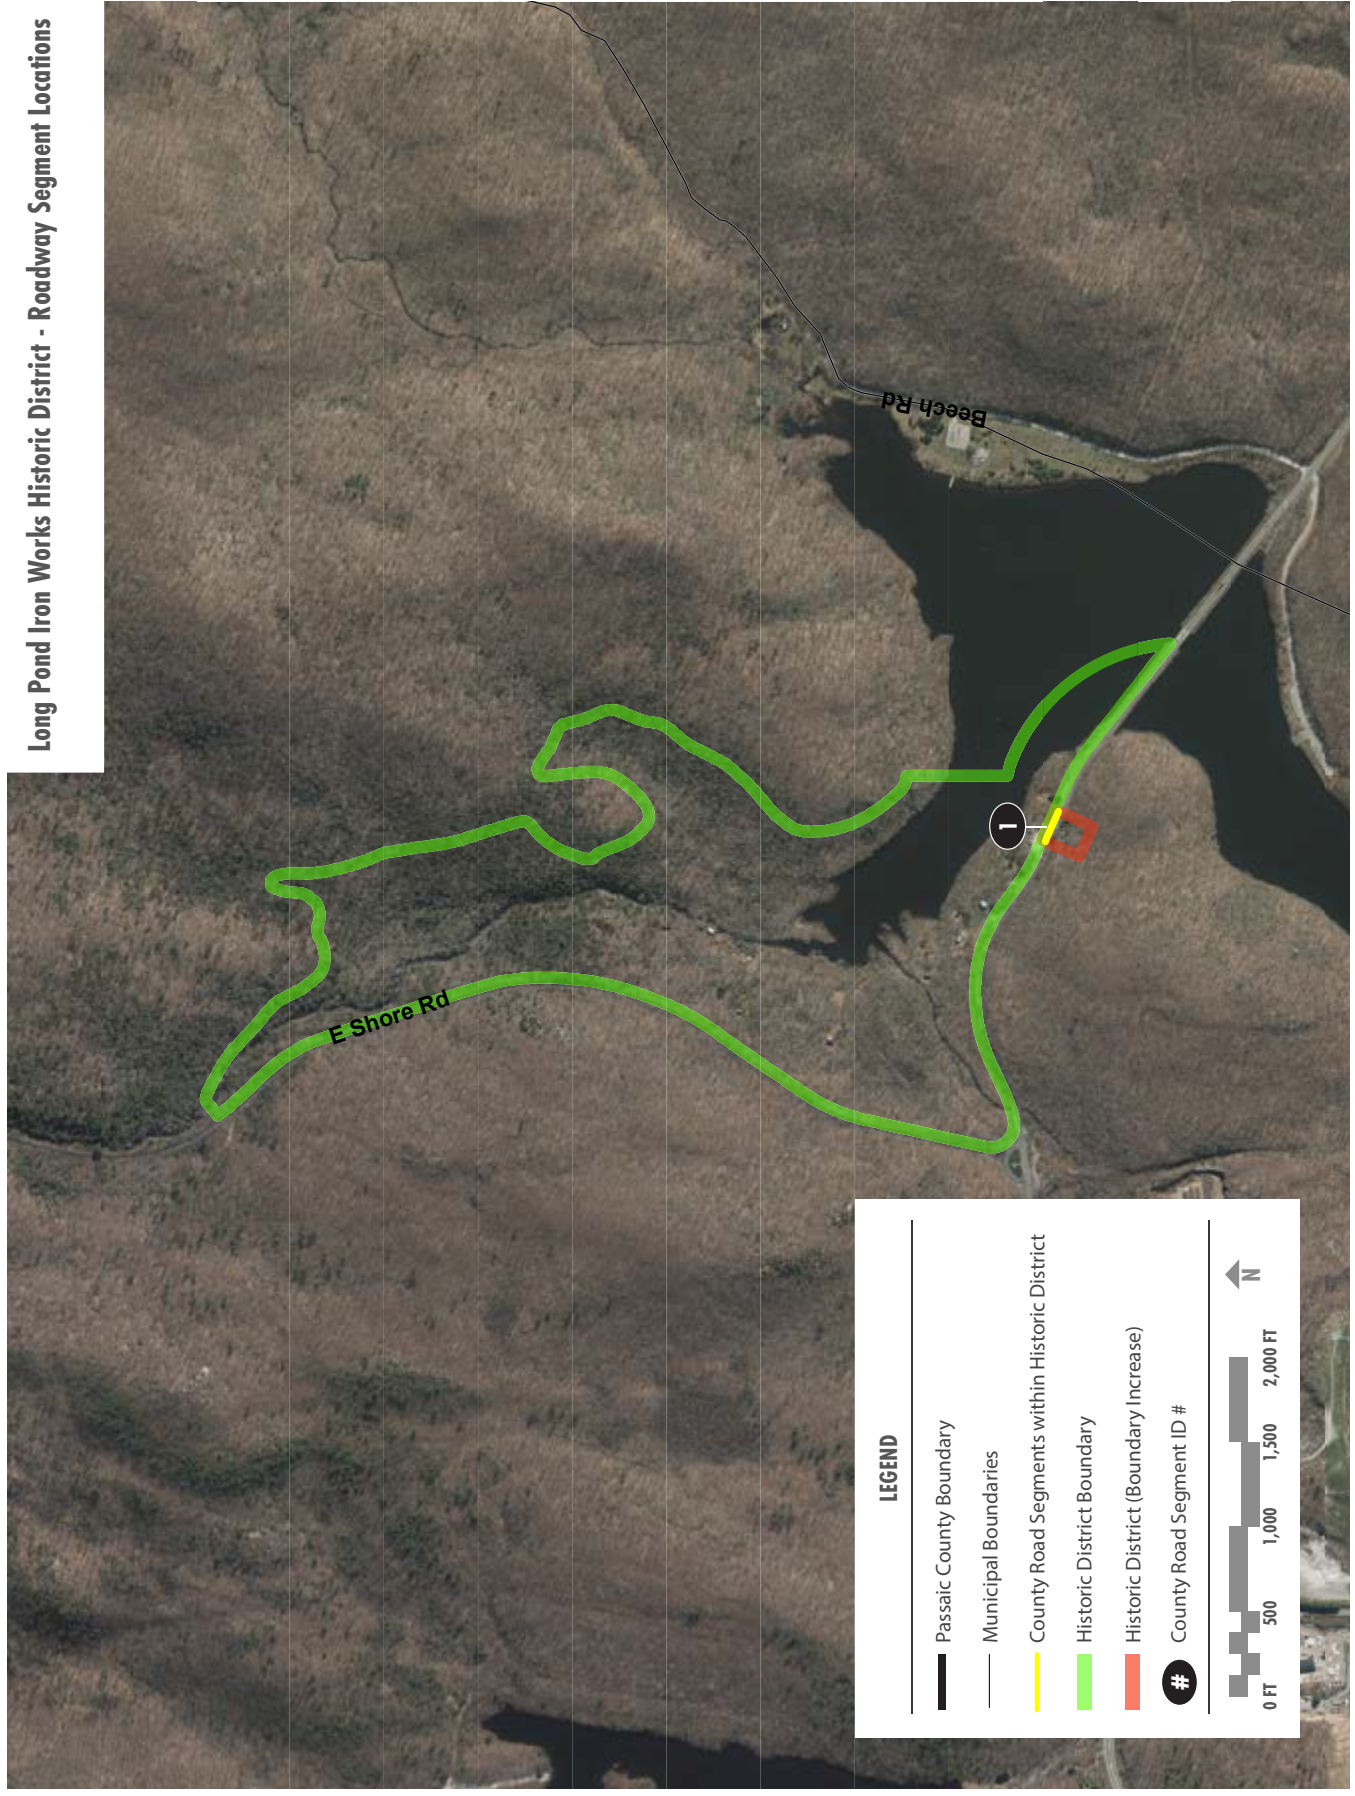 Long Pond Iron Works Historic District - Roadway Segment Locations
Beech Rd
E Shore Rd
1
LEGEND
Passaic County Boundary
Municipal Boundaries
County Road Segments within Historic District
Historic District Boundary
Historic District (Boundary Increase)
# County Road Segment ID #
0 FT 500 1,000 1,500 2,000 FT
N